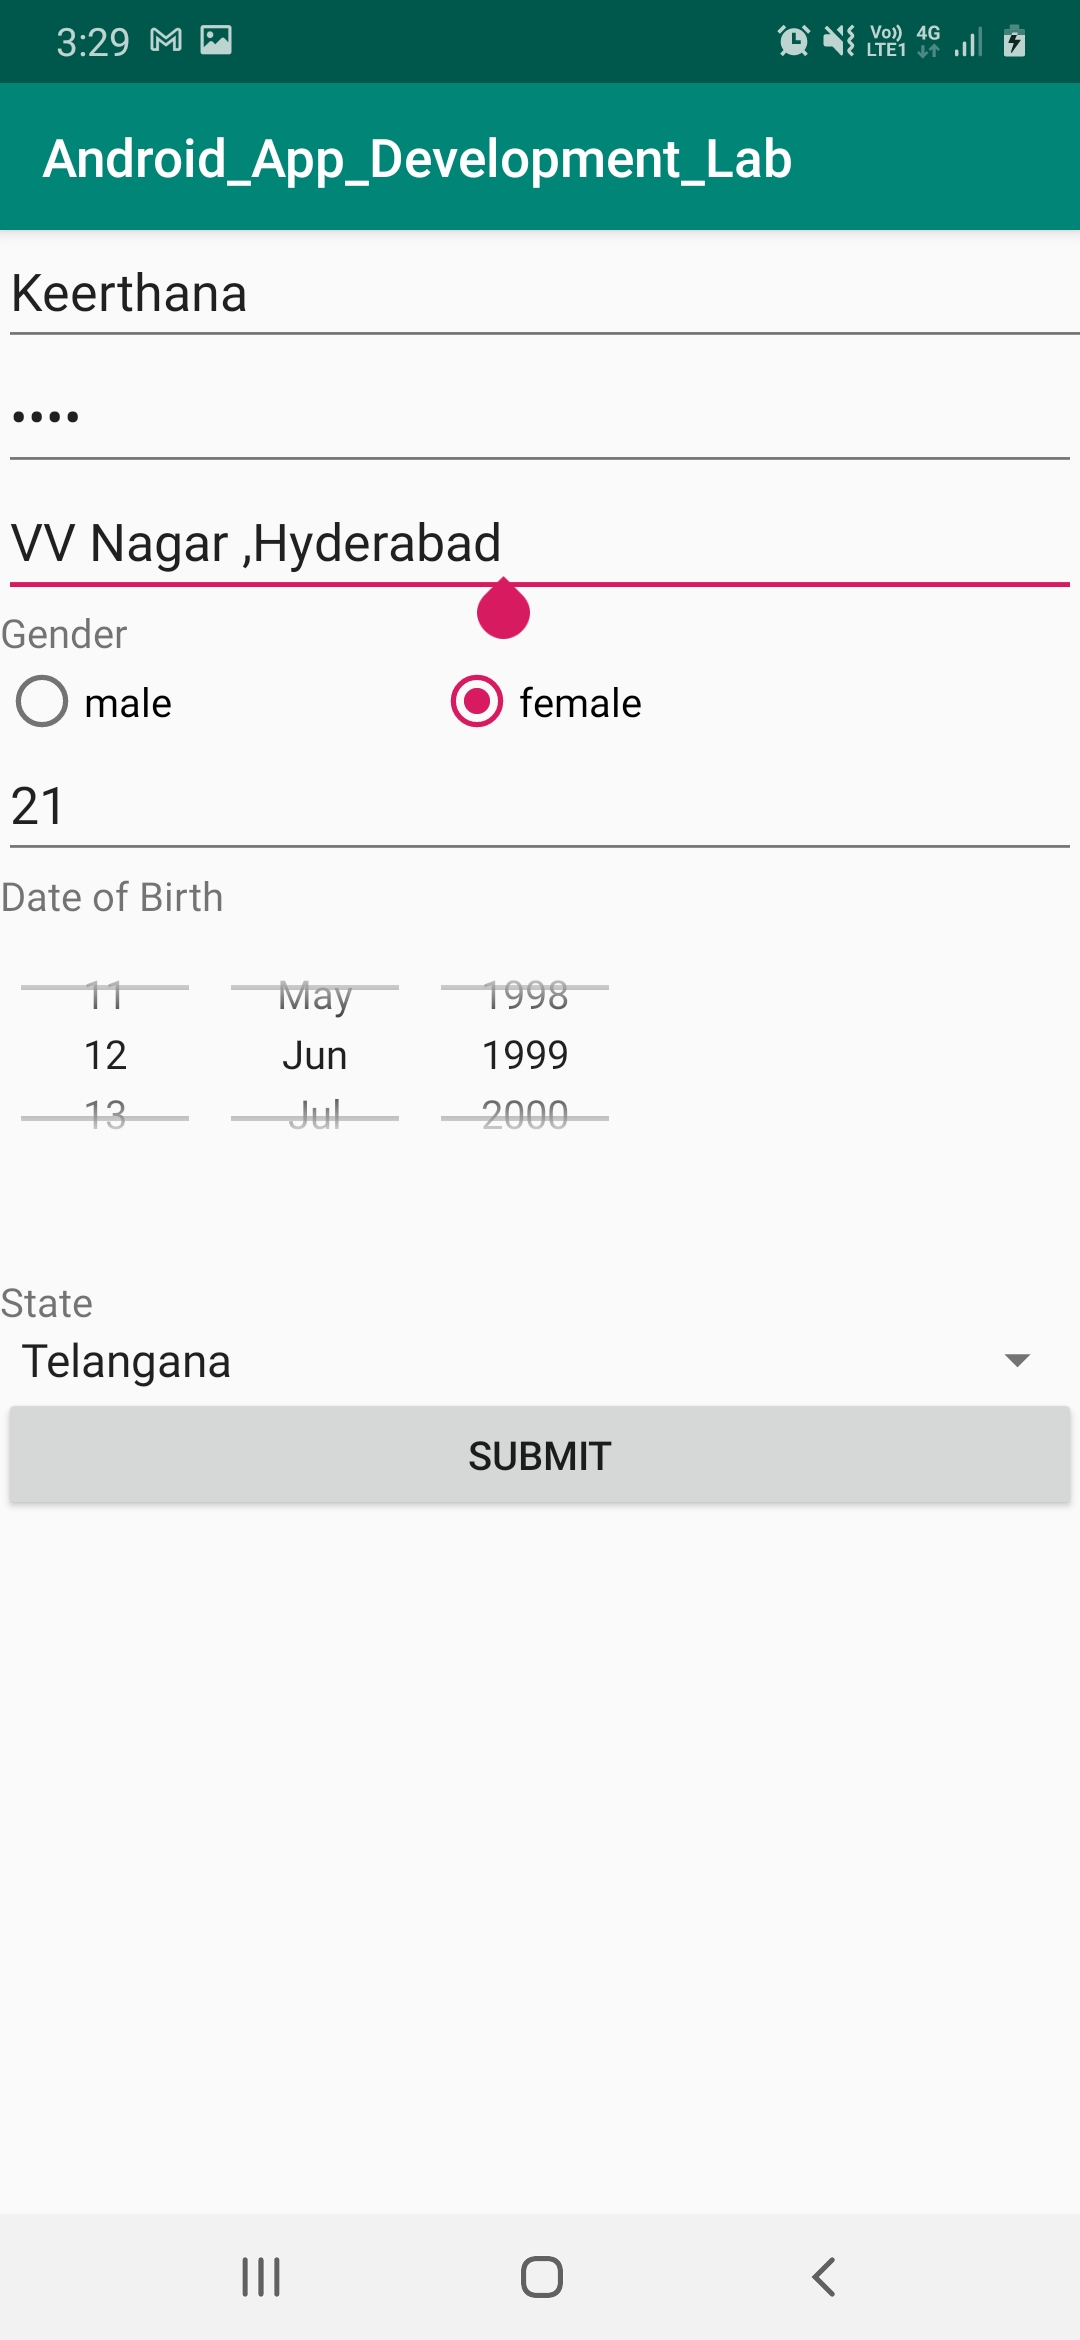 3:29 Vo)) LTE1 4G
Android_App_Development_Lab
Keerthana
••••
VV Nagar ,Hyderabad
Gender
male female
21
Date of Birth
11 May 1998
12 Jun 1999
13 Jul 2000
State
Telangana
SUBMIT